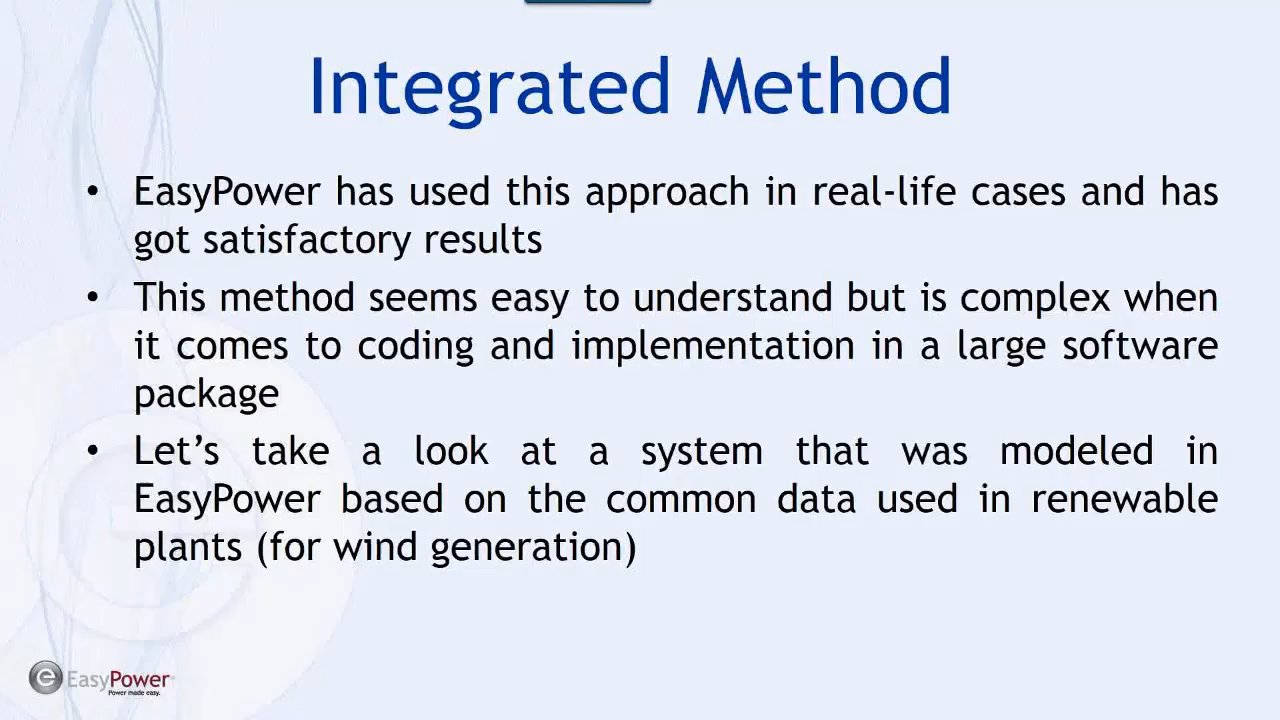 Integrated Method
• EasyPower has used this approach in real-life cases and has
got satisfactory results
• This method seems easy to understand but is complex when
it comes to coding and implementation in a large software
package
• Let’s take a look at a system that was modeled in
EasyPower based on the common data used in renewable
plants (for wind generation)
e EasyPower
Power made easy.